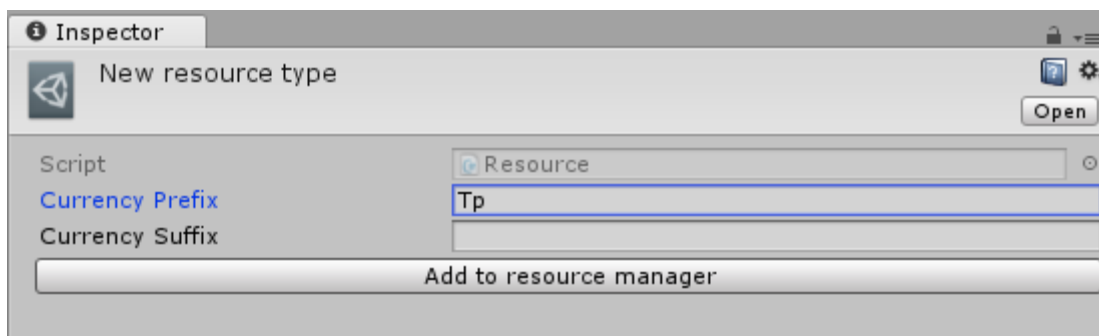 Inspector
New resource type
Open
Script Resource
Currency Prefix Tp
Currency Suffix
Add to resource manager